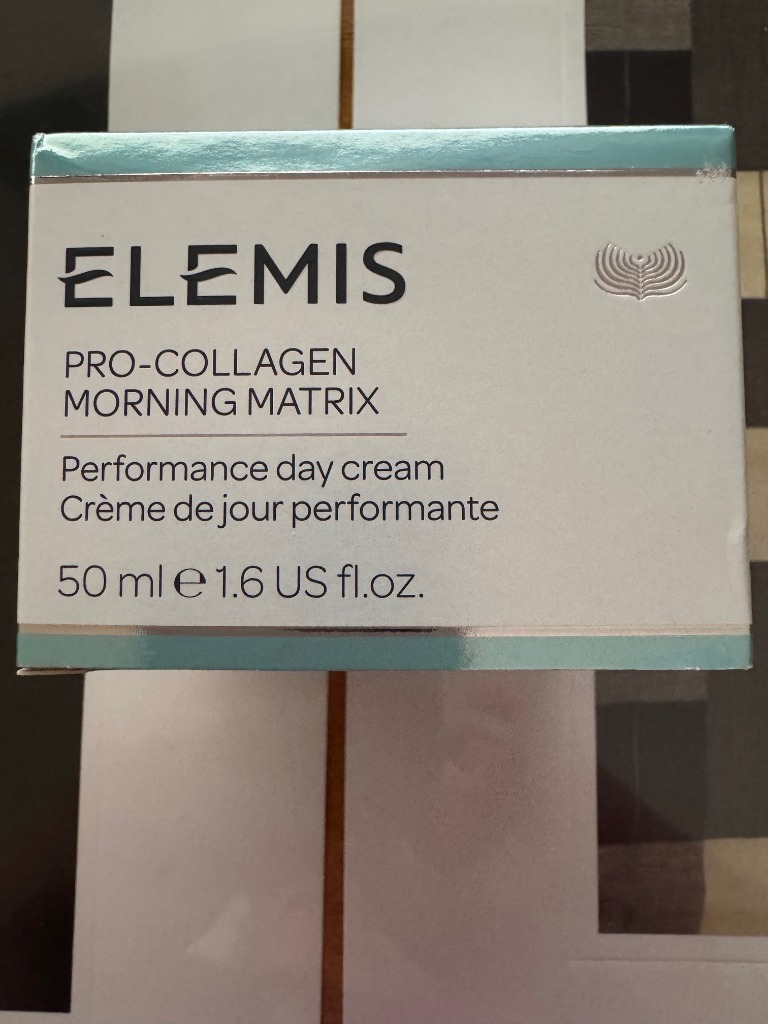 ELEMIS
PRO-COLLAGEN
MORNING MATRIX
Performance day cream
Crème de jour performante
50 ml ℮ 1.6 US fl.oz.